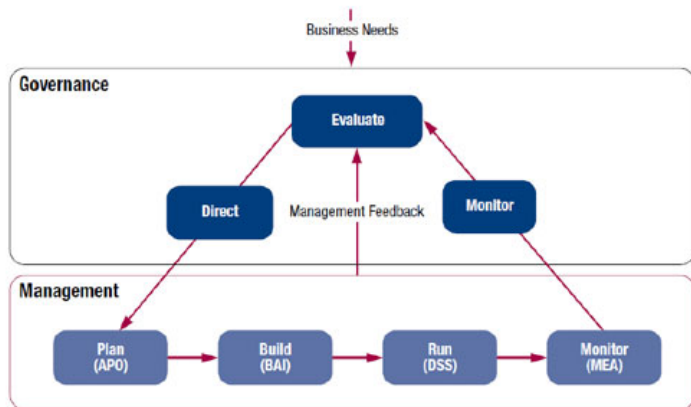 Business Needs
Governance
Evaluate
Direct
Management Feedback
Monitor
Management
Plan
(APO)
Build
(BAI)
Run
(DSS)
Monitor
(MEA)